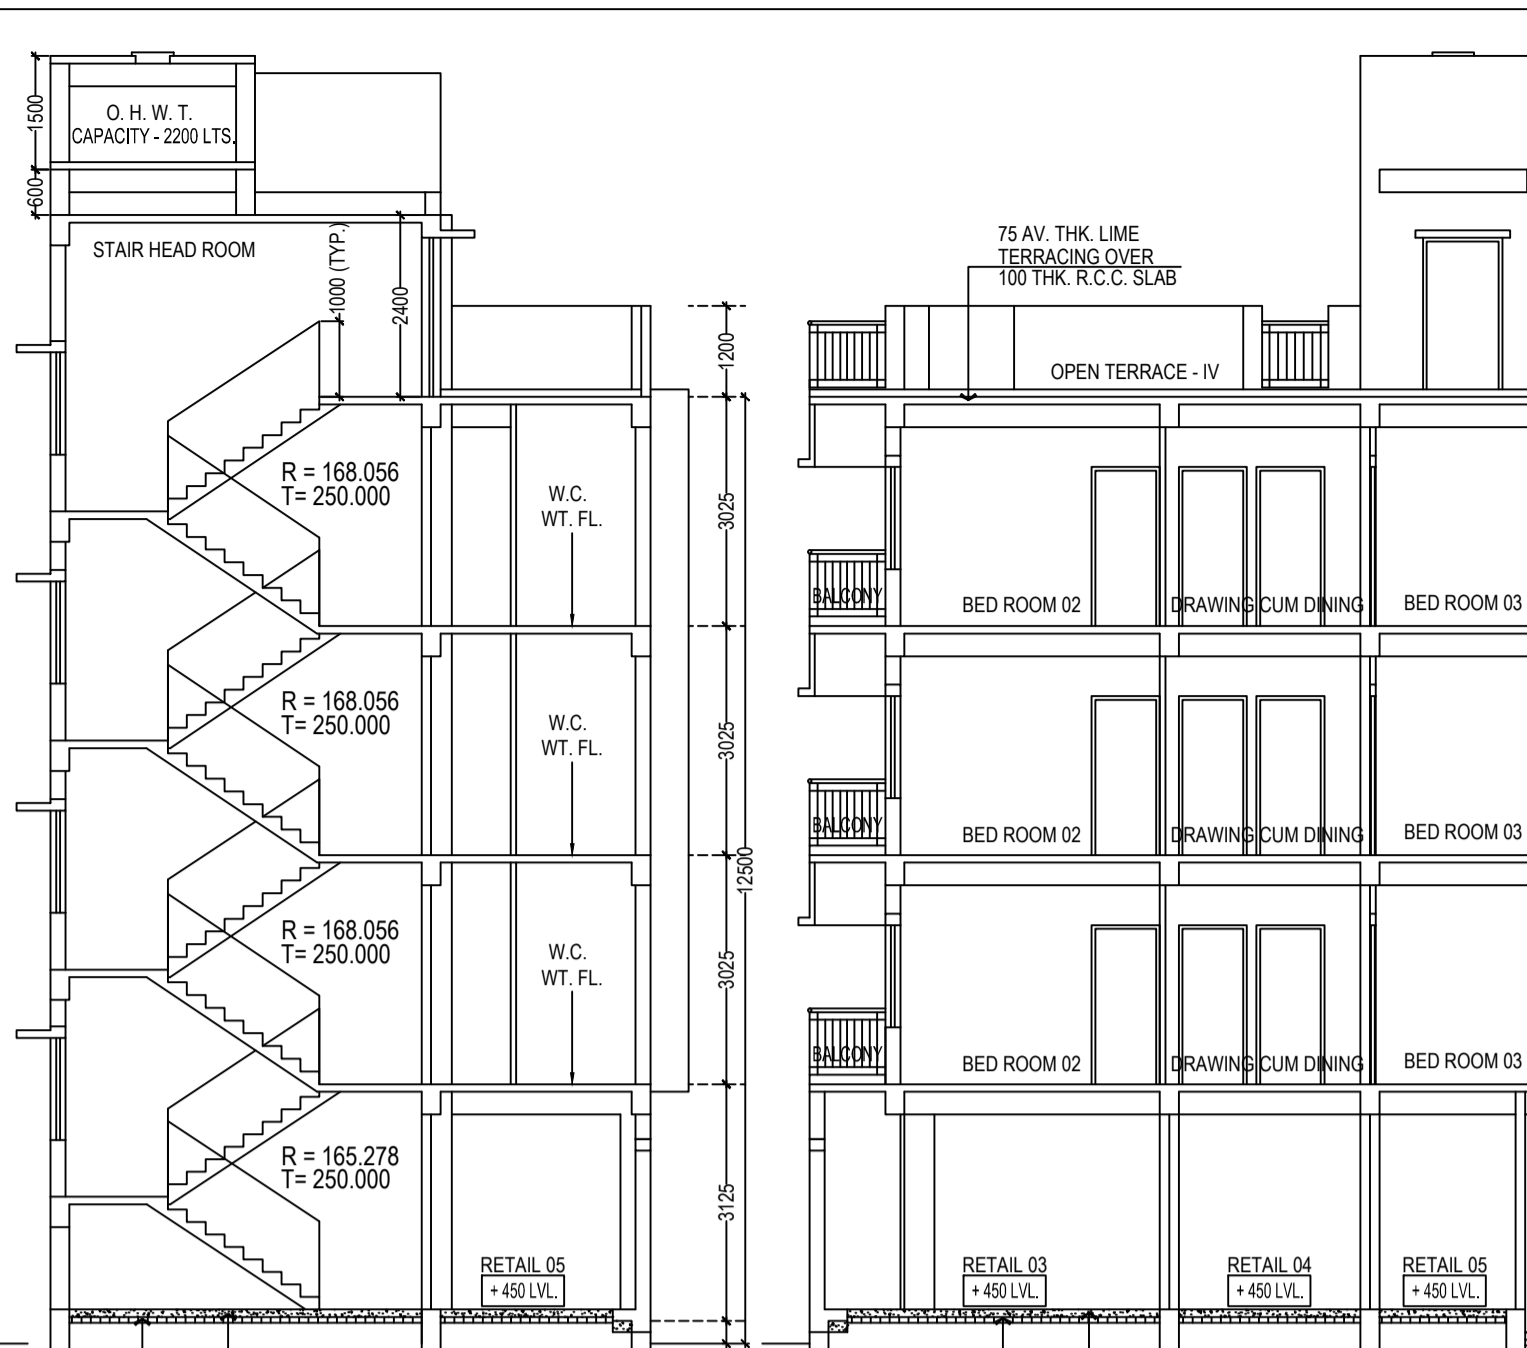 1500
O. H. W. T.
CAPACITY - 2200 LTS.
600
STAIR HEAD ROOM
1000 (TYP.)
2400
R = 168.056
T= 250.000
W.C.
WT. FL.
R = 168.056
T= 250.000
W.C.
WT. FL.
R = 168.056
T= 250.000
W.C.
WT. FL.
R = 165.278
T= 250.000
RETAIL 05
+ 450 LVL.
1200
3025
3025
3025
3125
12500
75 AV. THK. LIME
TERRACING OVER
100 THK. R.C.C. SLAB
OPEN TERRACE - IV
BALCONY
BED ROOM 02
DRAWING CUM DINING
BED ROOM 03
BALCONY
BED ROOM 02
DRAWING CUM DINING
BED ROOM 03
BALCONY
BED ROOM 02
DRAWING CUM DINING
BED ROOM 03
RETAIL 03
+ 450 LVL.
RETAIL 04
+ 450 LVL.
RETAIL 05
+ 450 LVL.